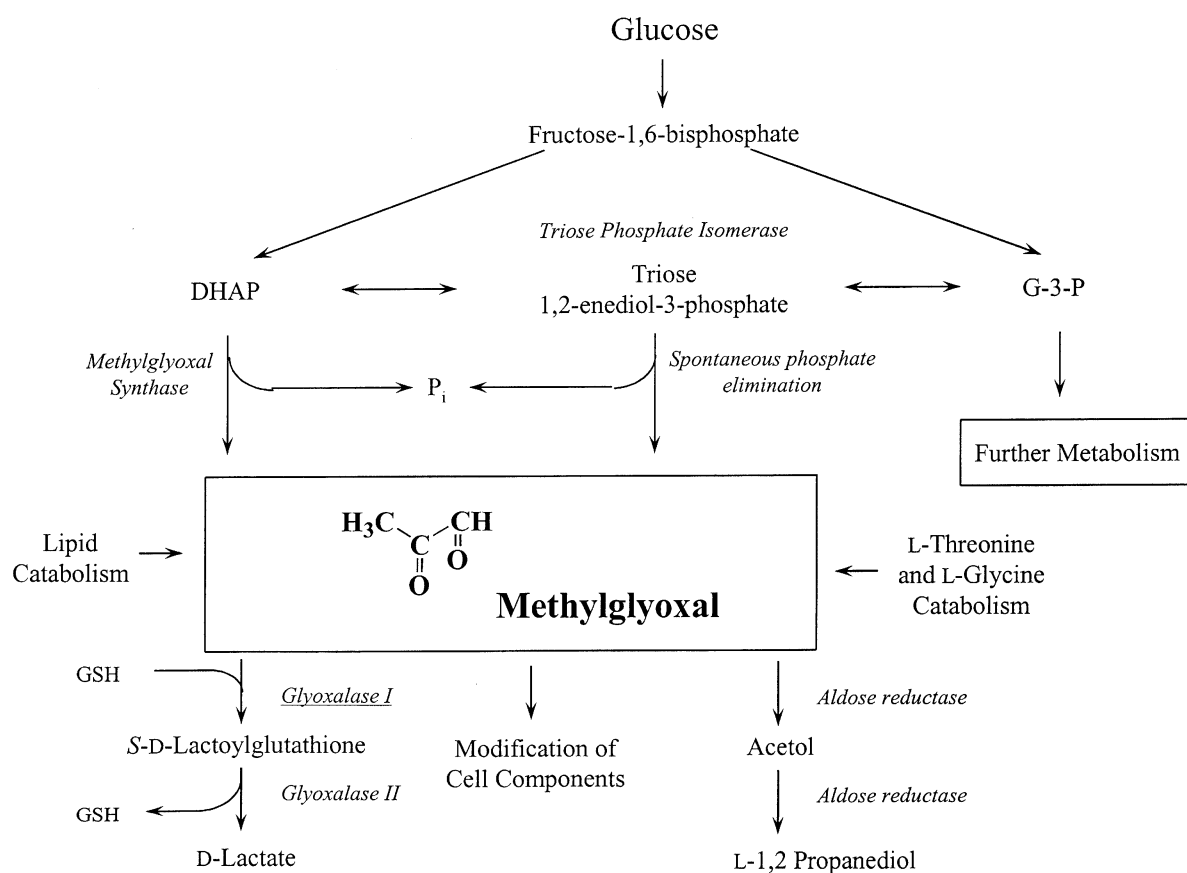 Glucose
Fructose-1,6-bisphosphate
Triose Phosphate Isomerase
DHAP
Triose
1,2-enediol-3-phosphate
G-3-P
Methylglyoxal
Synthase
Pi
Spontaneous phosphate
elimination
Further Metabolism
H3C
CH
C
O
O
Lipid
Catabolism
Methylglyoxal
L-Threonine
and L-Glycine
Catabolism
GSH
Glyoxalase I
Aldose reductase
S-D-Lactoylglutathione
Modification of
Cell Components
Acetol
GSH
Glyoxalase II
Aldose reductase
D-Lactate
L-1,2 Propanediol